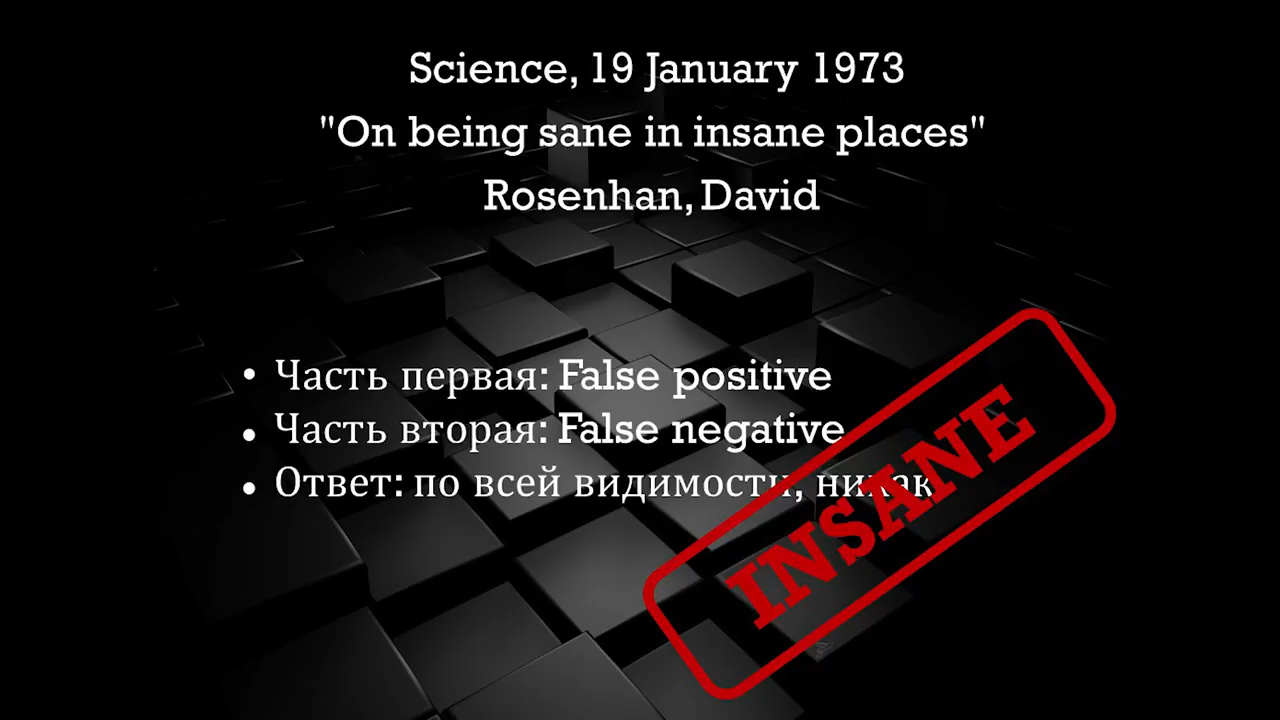 Science, 19 January 1973
"On being sane in insane places"
Rosenhan, David
• Часть первая: False positive
• Часть вторая: False negative
• Ответ: по всей видимости, никак
INSANE